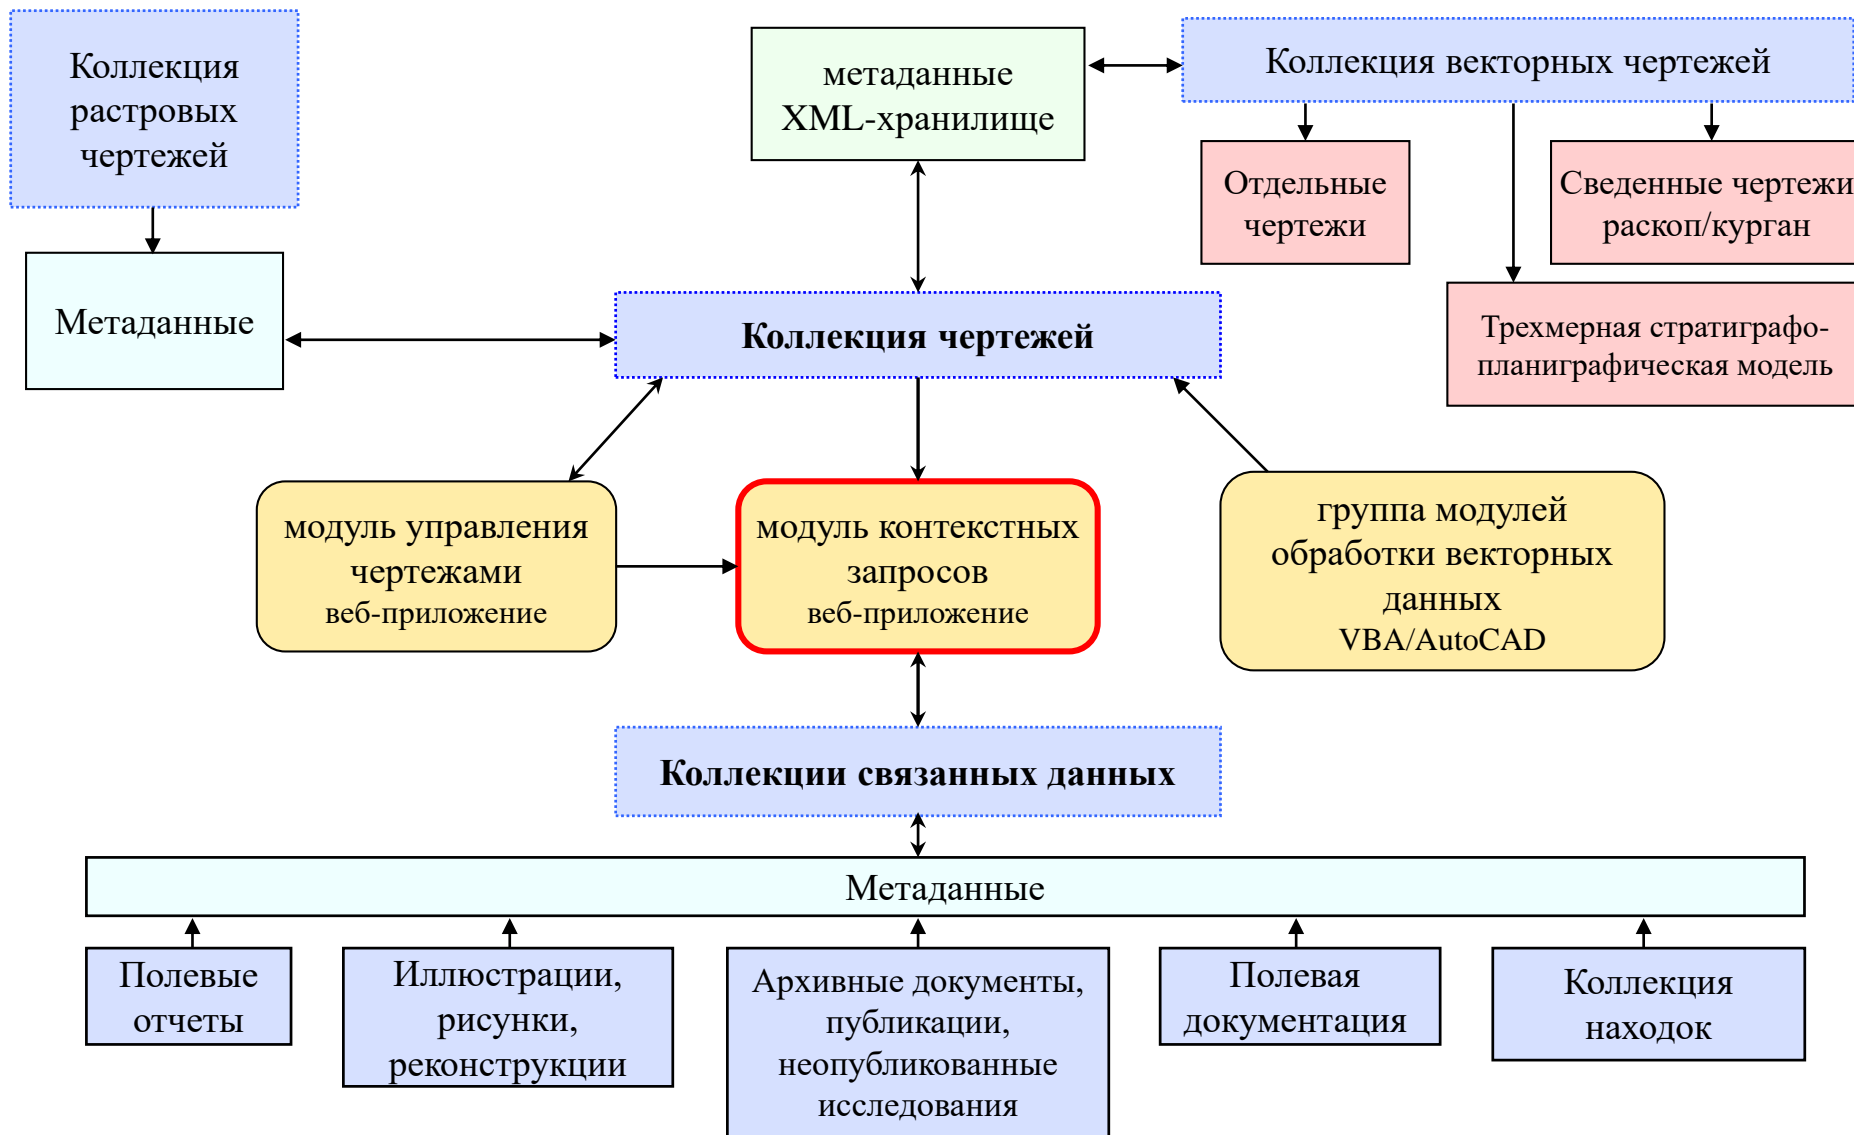 Коллекция
растровых
чертежей
метаданные
XML-хранилище
Коллекция векторных чертежей
Отдельные
чертежи
Сведенные чертежи
раскоп/курган
Метаданные
Коллекция чертежей
Трехмерная стратиграфо-
планиграфическая модель
модуль управления
чертежами
веб-приложение
модуль контекстных
запросов
веб-приложение
группа модулей
обработки векторных
данных
VBA/AutoCAD
Коллекции связанных данных
Метаданные
Полевые
отчеты
Иллюстрации,
рисунки,
реконструкции
Архивные документы,
публикации,
неопубликованные
исследования
Полевая
документация
Коллекция
находок